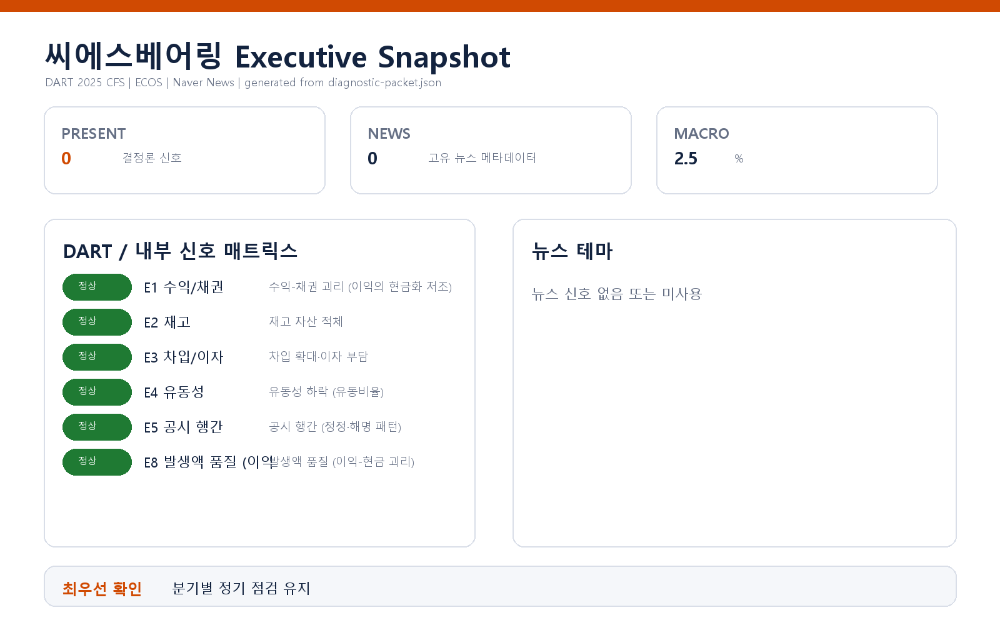 씨에스베어링 Executive Snapshot
DART 2025 CFS | ECOS | Naver News | generated from diagnostic-packet.json
PRESENT
0 결정론 신호
NEWS
0 고유 뉴스 메타데이터
MACRO
2.5 %
DART / 내부 신호 매트릭스
정상 E1 수익/채권 수익-채권 괴리 (이익의 현금화 저조)
정상 E2 재고 재고 자산 적체
정상 E3 차입/이자 차입 확대·이자 부담
정상 E4 유동성 유동성 하락 (유동비율)
정상 E5 공시 행간 공시 행간 (정정·해명 패턴)
정상 E8 발생액 품질 (이익 발생액 품질 (이익-현금 괴리)
뉴스 테마
뉴스 신호 없음 또는 미사용
최우선 확인 분기별 정기 점검 유지